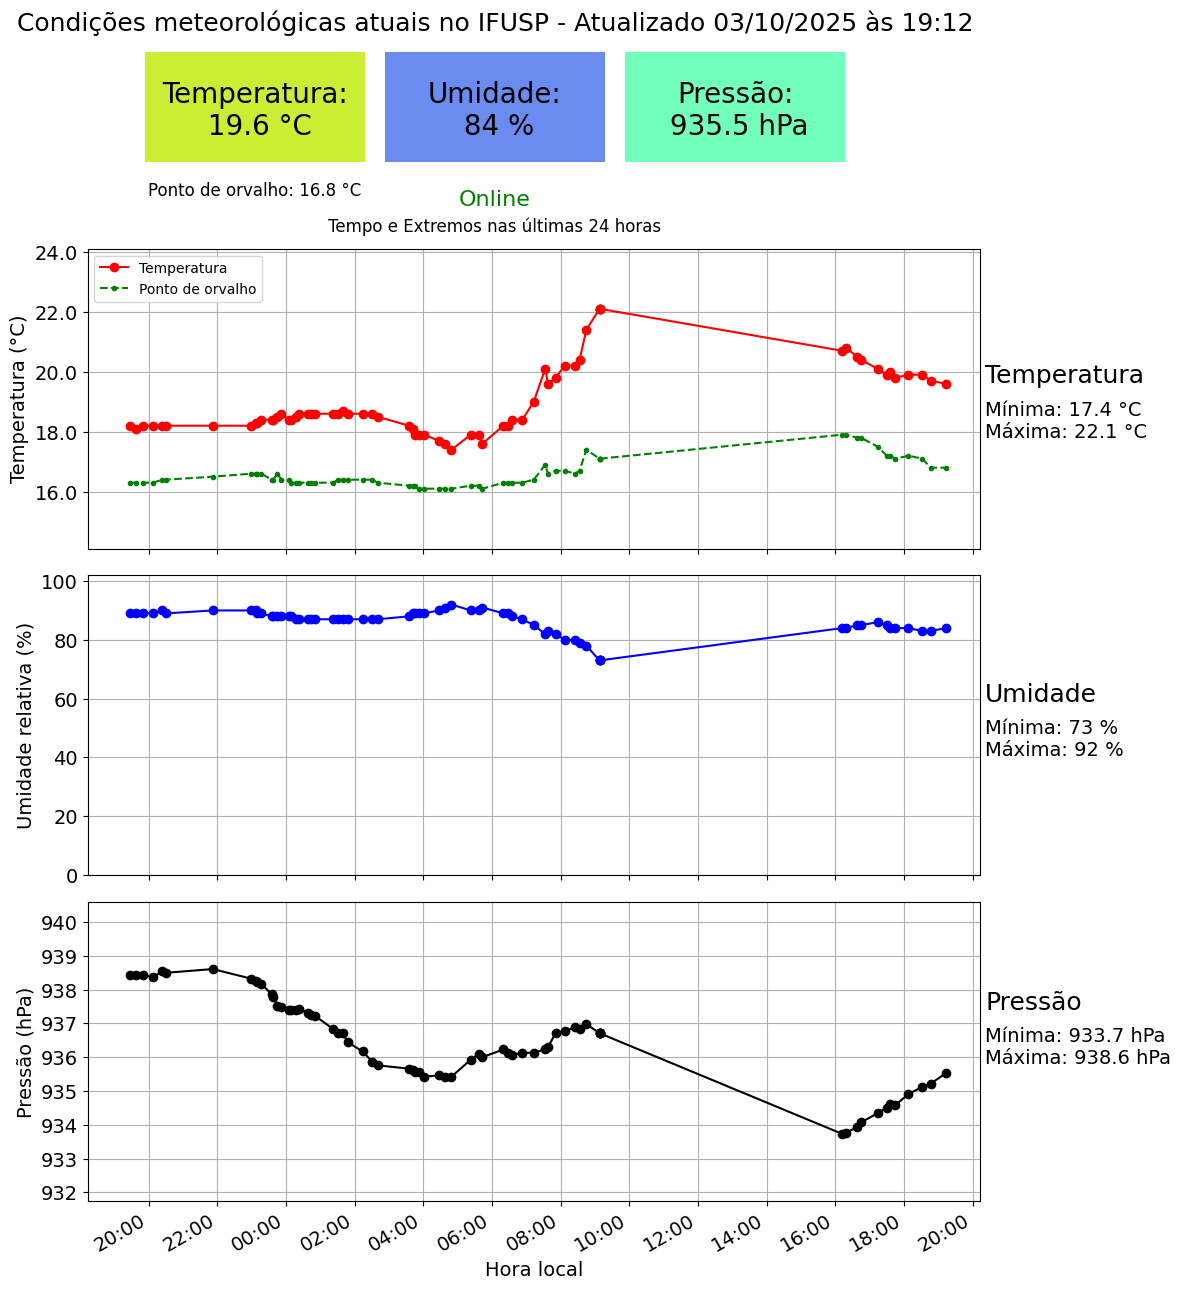 Condições meteorológicas atuais no IFUSP - Atualizado 03/10/2025 às 19:12
Temperatura:
19.6 °C
Umidade:
84 %
Pressão:
935.5 hPa
Ponto de orvalho: 16.8 °C
Online
Tempo e Extremos nas últimas 24 horas
Temperatura (°C)
24.0
22.0
20.0
18.0
16.0
Temperatura
Ponto de orvalho
Temperatura
Mínima: 17.4 °C
Máxima: 22.1 °C
Umidade relativa (%)
100
80
60
40
20
0
Umidade
Mínima: 73 %
Máxima: 92 %
Pressão (hPa)
940
939
938
937
936
935
934
933
932
Pressão
Mínima: 933.7 hPa
Máxima: 938.6 hPa
20:00 22:00 00:00 02:00 04:00 06:00 08:00 10:00 12:00 14:00 16:00 18:00 20:00
Hora local